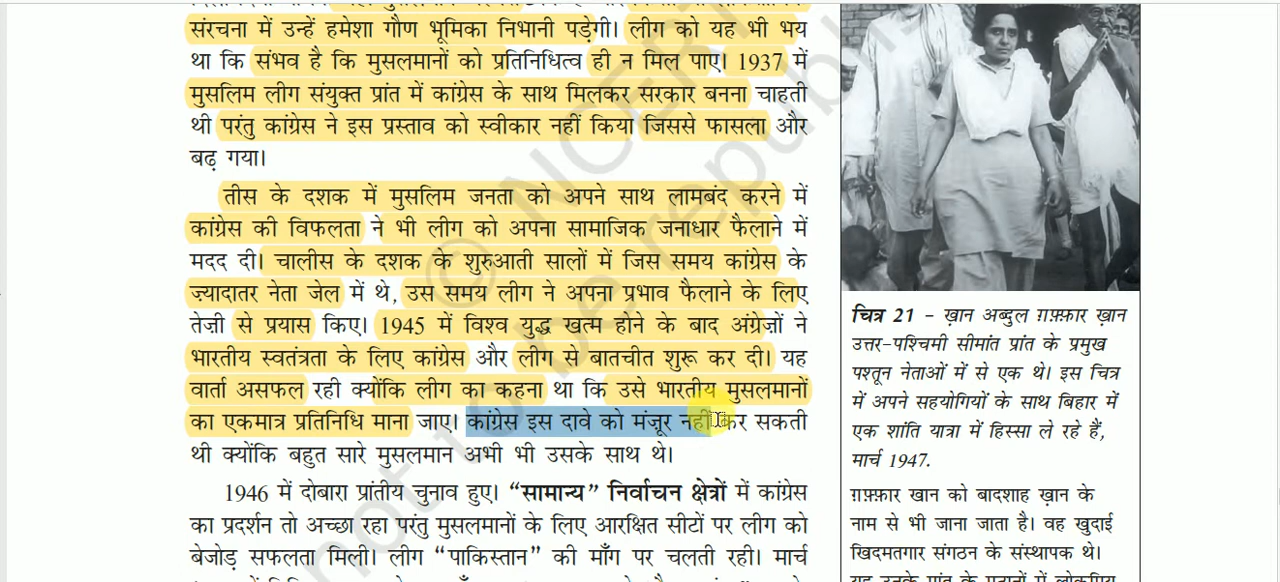 संरचना में उन्हें हमेशा गौण भूमिका निभानी पड़ेगी। लीग को यह भी भय
था कि संभव है कि मुसलमानों को प्रतिनिधित्व ही न मिल पाए। 1937 में
मुसलिम लीग संयुक्त प्रांत में कांग्रेस के साथ मिलकर सरकार बनना चाहती
थी परंतु कांग्रेस ने इस प्रस्ताव को स्वीकार नहीं किया जिससे फासला और
बढ़ गया।
तीस के दशक में मुसलिम जनता को अपने साथ लामबंद करने में
कांग्रेस की विफलता ने भी लीग को अपना सामाजिक जनाधार फैलाने में
मदद दी। चालीस के दशक के शुरुआती सालों में जिस समय कांग्रेस के
ज़्यादातर नेता जेल में थे, उस समय लीग ने अपना प्रभाव फैलाने के लिए
तेज़ी से प्रयास किए। 1945 में विश्व युद्ध खत्म होने के बाद अंग्रेज़ों ने
भारतीय स्वतंत्रता के लिए कांग्रेस और लीग से बातचीत शुरू कर दी। यह
वार्ता असफल रही क्योंकि लीग का कहना था कि उसे भारतीय मुसलमानों
का एकमात्र प्रतिनिधि माना जाए। कांग्रेस इस दावे को मंज़ूर नहीं कर सकती
थी क्योंकि बहुत सारे मुसलमान अभी भी उसके साथ थे।
1946 में दोबारा प्रांतीय चुनाव हुए। “सामान्य” निर्वाचन क्षेत्रों में कांग्रेस
का प्रदर्शन तो अच्छा रहा परंतु मुसलमानों के लिए आरक्षित सीटों पर लीग को
बेजोड़ सफलता मिली। लीग “पाकिस्तान” की माँग पर चलती रही। मार्च
चित्र 21 – ख़ान अब्दुल ग़फ़्फ़ार ख़ान
उत्तर-पश्चिमी सीमांत प्रांत के प्रमुख
पश्तून नेताओं में से एक थे। इस चित्र
में अपने सहयोगियों के साथ बिहार में
एक शांति यात्रा में हिस्सा ले रहे हैं,
मार्च 1947.
ग़फ़्फ़ार खान को बादशाह ख़ान के
नाम से भी जाना जाता है। वह खुदाई
खिदमतगार संगठन के संस्थापक थे।
© NCERT
not to be republis